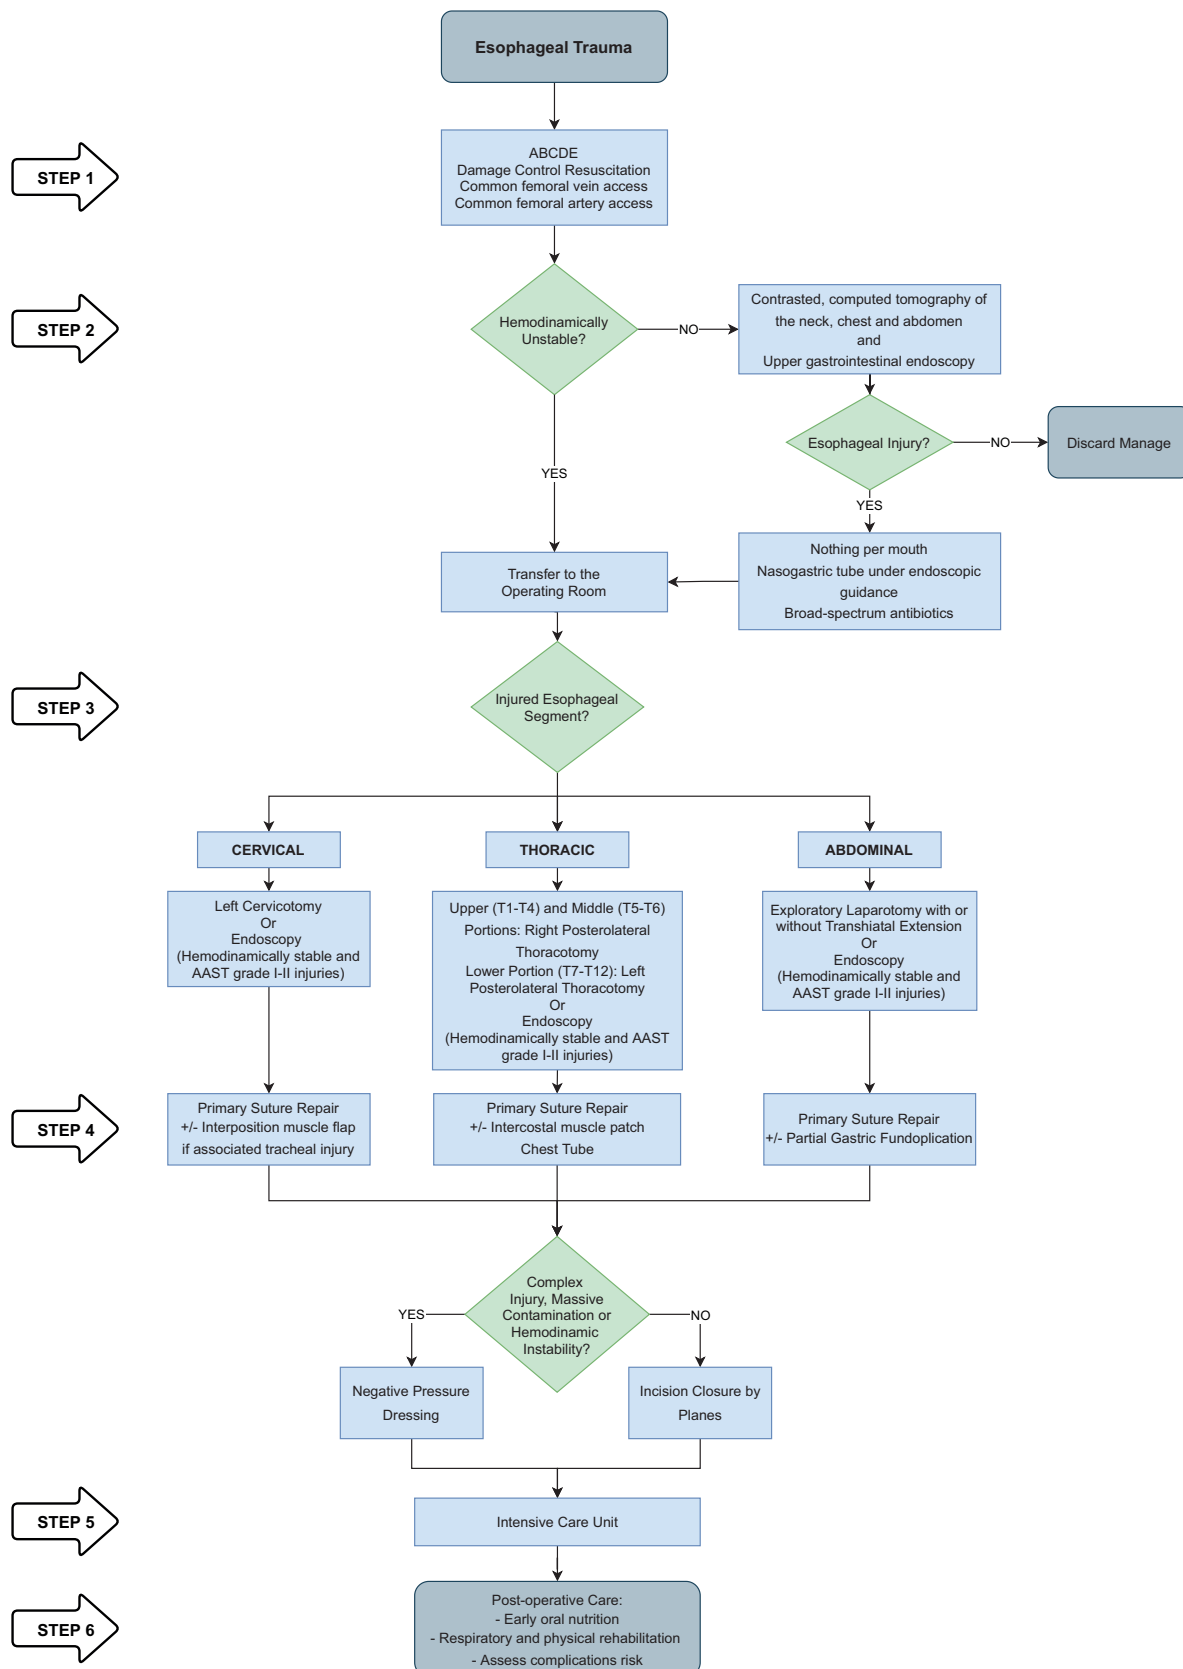 Esophageal Trauma
STEP 1
ABCDE
Damage Control Resuscitation
Common femoral vein access
Common femoral artery access
STEP 2
Hemodinamically
Unstable?
NO
Contrasted, computed tomography of
the neck, chest and abdomen
and
Upper gastrointestinal endoscopy
Esophageal Injury?
NO
Discard Manage
YES
YES
Nothing per mouth
Nasogastric tube under endoscopic
guidance
Broad-spectrum antibiotics
Transfer to the
Operating Room
STEP 3
Injured Esophageal
Segment?
CERVICAL
THORACIC
ABDOMINAL
Left Cervicotomy
Or
Endoscopy
(Hemodinamically stable and
AAST grade I-II injuries)
Upper (T1-T4) and Middle (T5-T6)
Portions: Right Posterolateral
Thoracotomy
Lower Portion (T7-T12): Left
Posterolateral Thoracotomy
Or
Endoscopy
(Hemodinamically stable and AAST
grade I-II injuries)
Exploratory Laparotomy with or
without Transhiatal Extension
Or
Endoscopy
(Hemodinamically stable and
AAST grade I-II injuries)
STEP 4
Primary Suture Repair
+/- Interposition muscle flap
if associated tracheal injury
Primary Suture Repair
+/- Intercostal muscle patch
Chest Tube
Primary Suture Repair
+/- Partial Gastric Fundoplication
Complex
Injury, Massive
Contamination or
Hemodinamic
Instability?
YES
NO
Negative Pressure
Dressing
Incision Closure by
Planes
STEP 5
Intensive Care Unit
STEP 6
Post-operative Care:
- Early oral nutrition
- Respiratory and physical rehabilitation
- Assess complications risk